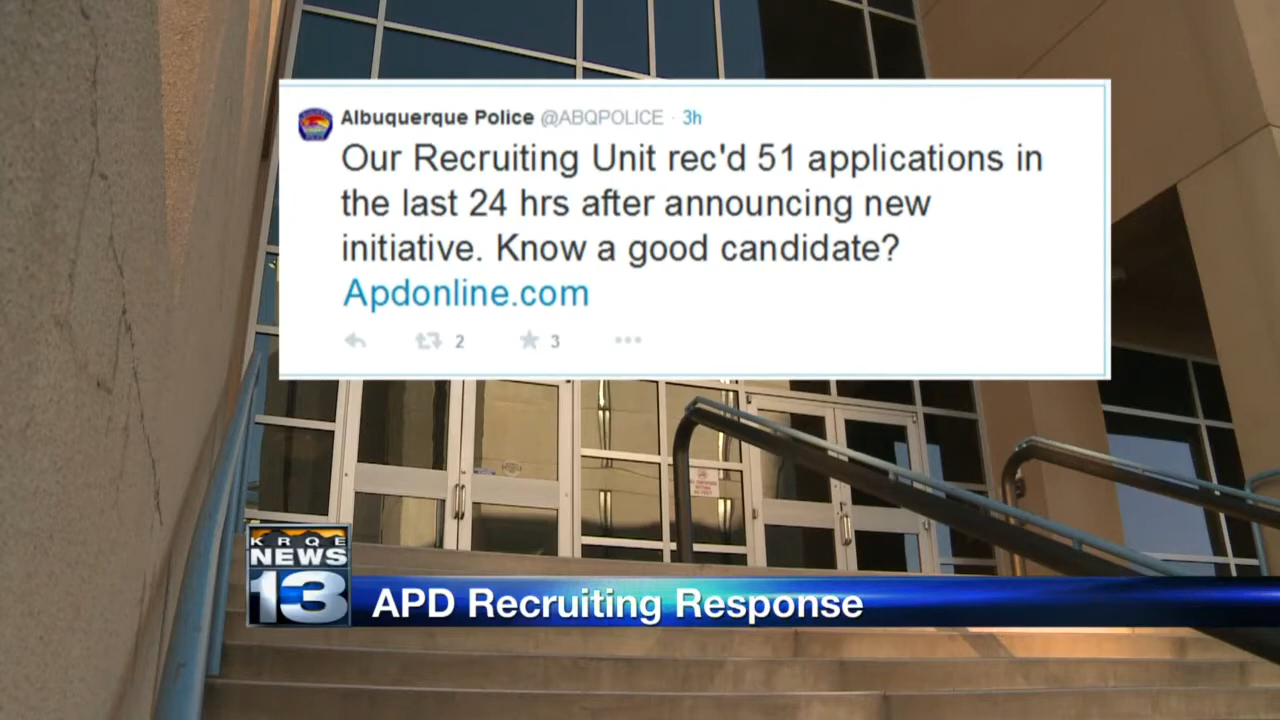 Albuquerque Police @ABQPOLICE · 3h
Our Recruiting Unit rec'd 51 applications in
the last 24 hrs after announcing new
initiative. Know a good candidate?
Apdonline.com
2 3
KRQE
NEWS
13
APD Recruiting Response